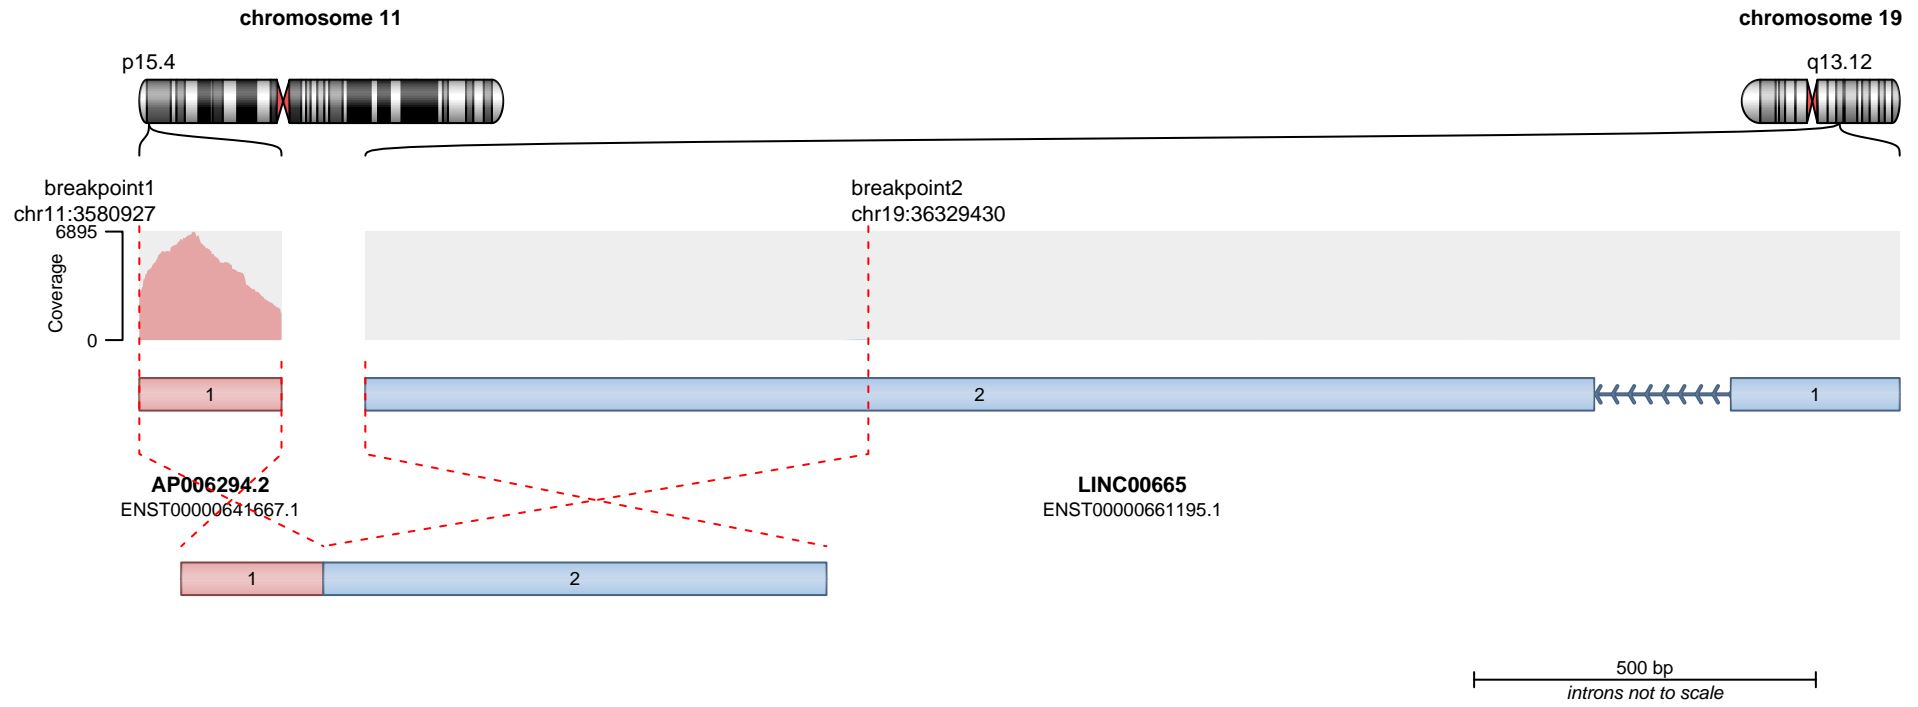 chromosome 11
chromosome 19
p15.4
q13.12
breakpoint1
chr11:3580927
breakpoint2
chr19:36329430
6895
Coverage
0
1
2
1
AP006294.2
ENST00000641667.1
LINC00665
ENST00000661195.1
1
2
500 bp
introns not to scale